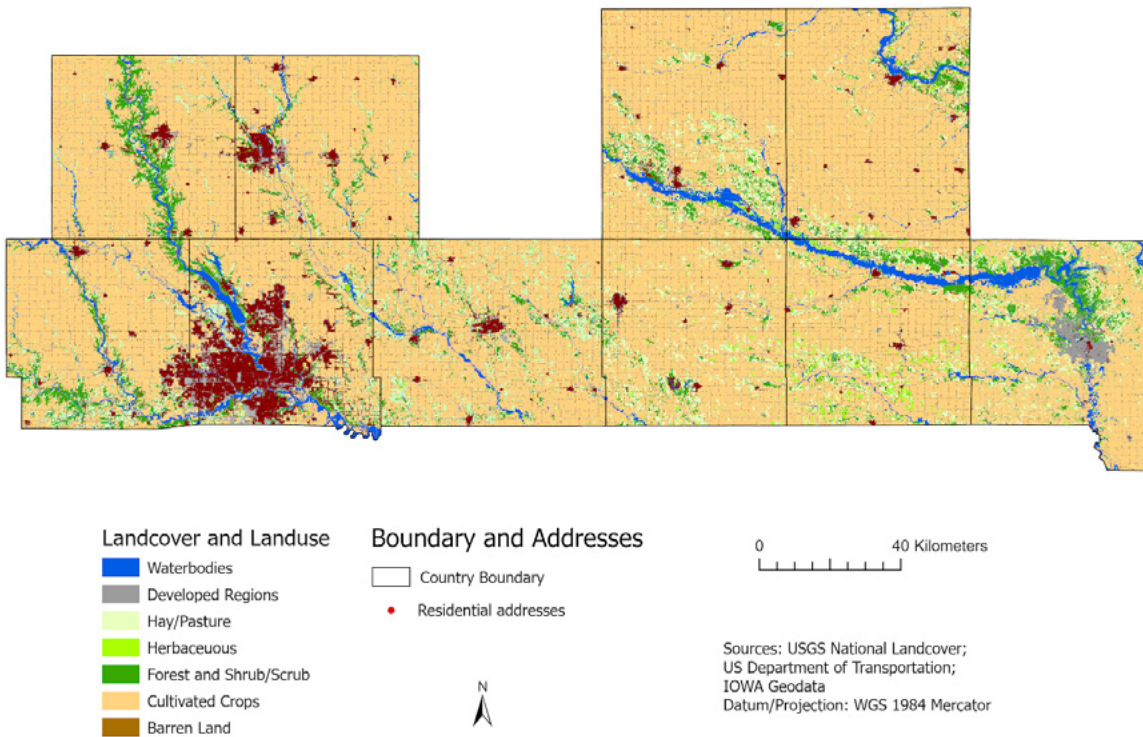 Landcover and Landuse
Waterbodies
Developed Regions
Hay/Pasture
Herbaceuous
Forest and Shrub/Scrub
Cultivated Crops
Barren Land
Boundary and Addresses
Country Boundary
Residential addresses
N
0 40 Kilometers
Sources: USGS National Landcover;
US Department of Transportation;
IOWA Geodata
Datum/Projection: WGS 1984 Mercator